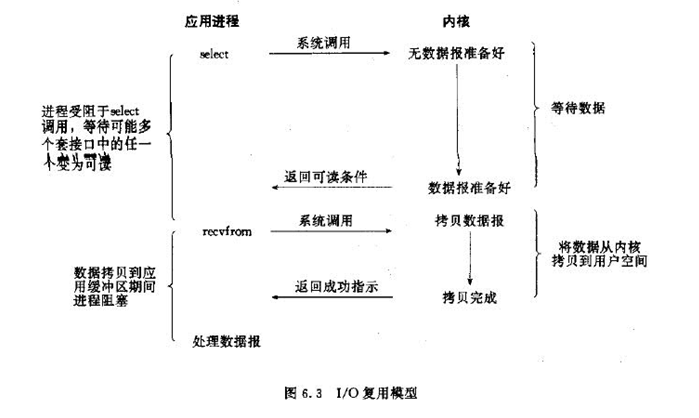 应用进程
内核
select
系统调用
无数据报准备好
进程受阻于select
调用，等待可能多
个套接口中的任一
个变为可读
等待数据
返回可读条件
数据报准备好
recvfrom
系统调用
拷贝数据报
数据拷贝到应
用缓冲区期间
进程阻塞
将数据从内核
拷贝到用户空间
返回成功指示
拷贝完成
处理数据报
图 6.3 I/O 复用模型